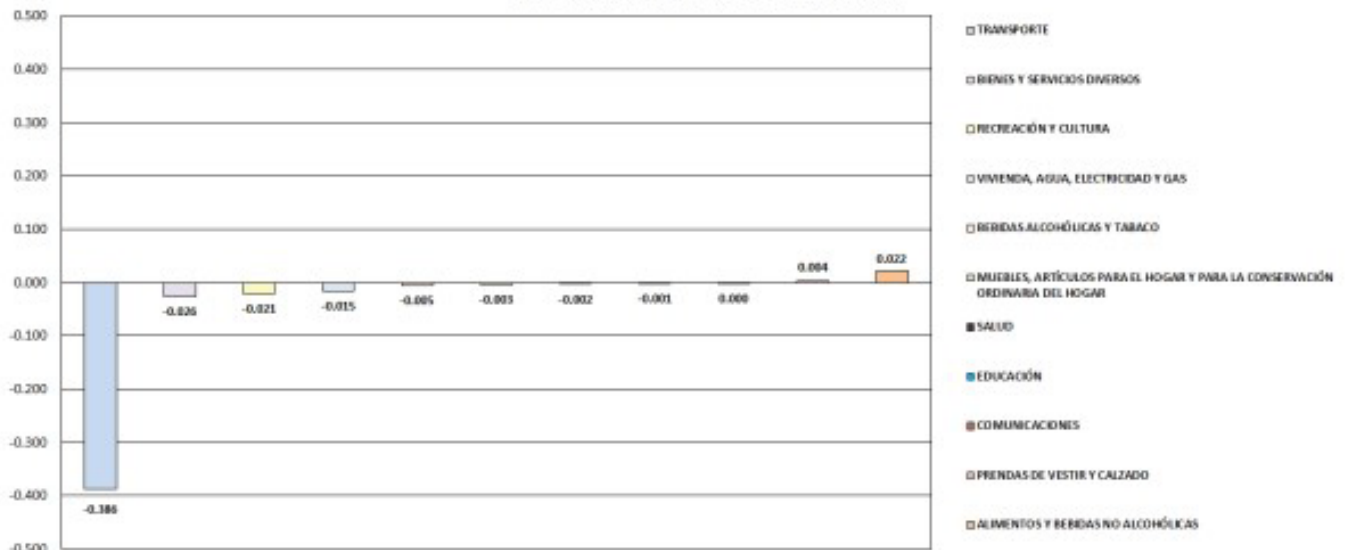 0.500
0.400
0.300
0.200
0.100
0.000
-0.100
-0.200
-0.300
-0.400
-0.500
-0.386
-0.026
-0.021
-0.015
-0.005
-0.003
-0.002
-0.001
0.000
0.004
0.022
TRANSPORTE
BIENES Y SERVICIOS DIVERSOS
RECREACIÓN Y CULTURA
VIVIENDA, AGUA, ELECTRICIDAD Y GAS
BEBIDAS ALCOHÓLICAS Y TABACO
MUEBLES, ARTÍCULOS PARA EL HOGAR Y PARA LA CONSERVACIÓN
ORDINARIA DEL HOGAR
SALUD
EDUCACIÓN
COMUNICACIONES
PRENDAS DE VESTIR Y CALZADO
ALIMENTOS Y BEBIDAS NO ALCOHÓLICAS